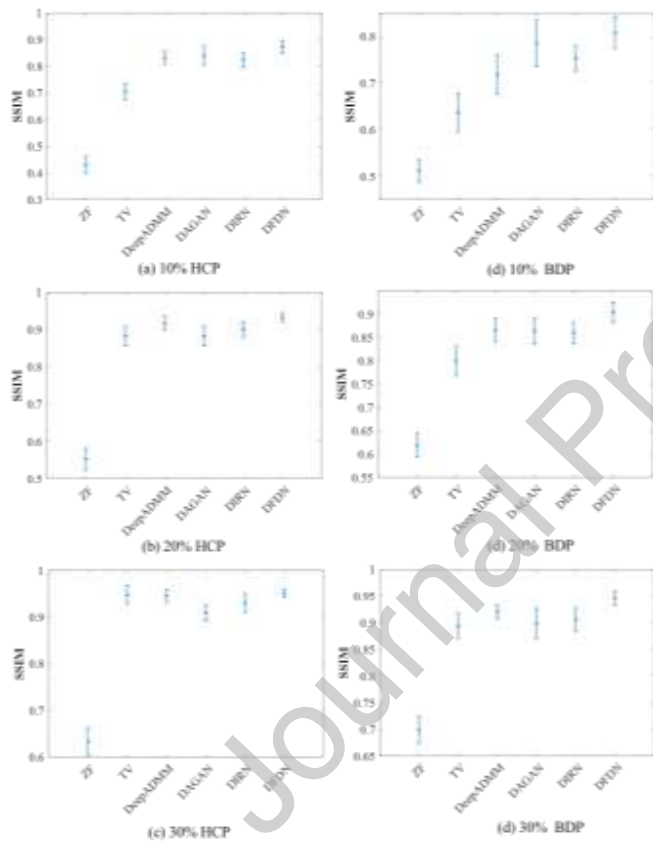 1
0.9
0.8
0.7
0.6
0.5
0.4
0.3
SSIM
ZF
TV
DeepADMM
DAGAN
DIRN
DFDN
(a) 10% HCP
0.8
0.7
0.6
0.5
SSIM
ZF
TV
DeepADMM
DAGAN
DIRN
DFDN
(d) 10% BDP
1
0.9
0.8
0.7
0.6
0.5
SSIM
ZF
TV
DeepADMM
DAGAN
DIRN
DFDN
(b) 20% HCP
0.9
0.85
0.8
0.75
0.7
0.65
0.6
0.55
SSIM
ZF
TV
DeepADMM
DAGAN
DIRN
DFDN
(d) 20% BDP
1
0.9
0.8
0.7
0.6
SSIM
ZF
TV
DeepADMM
DAGAN
DIRN
DFDN
(c) 30% HCP
1
0.95
0.9
0.85
0.8
0.75
0.7
0.65
SSIM
ZF
TV
DeepADMM
DAGAN
DIRN
DFDN
(d) 30% BDP
Journal Pre